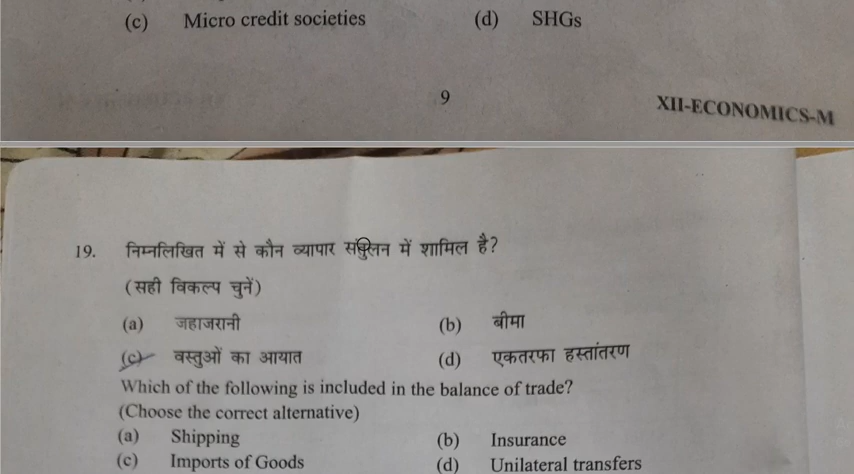 (c) Micro credit societies (d) SHGs
9
XII-ECONOMICS-M
19. निम्नलिखित में से कौन व्यापार संतुलन में शामिल है?
(सही विकल्प चुनें)
(a) जहाजरानी (b) बीमा
(c) वस्तुओं का आयात (d) एकतरफा हस्तांतरण
Which of the following is included in the balance of trade?
(Choose the correct alternative)
(a) Shipping (b) Insurance
(c) Imports of Goods (d) Unilateral transfers